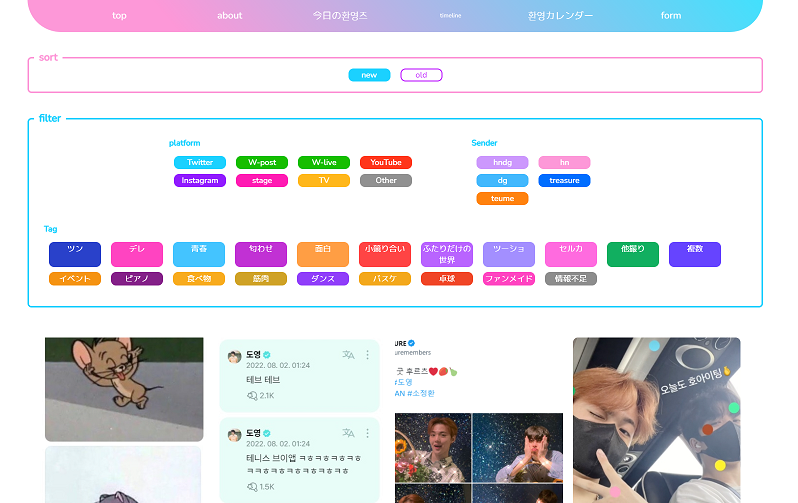 top
about
今日の환영즈
timeline
환영カレンダー
form
sort
new
old
filter
platform
Twitter
W-post
W-live
YouTube
Instagram
stage
TV
Other
Sender
hndg
hn
dg
treasure
teume
Tag
ツン
デレ
青春
匂わせ
面白
小競り合い
ふたりだけの
世界
ツーショ
セルカ
他撮り
複数
イベント
ピアノ
食べ物
筋肉
ダンス
バスケ
卓球
ファンメイド
情報不足
도영
2022. 08. 02. 01:24
테브 테브
2.1K
도영
2022. 08. 02. 01:24
테니스 브이앱 ㅋㅎㅋㅎㅋㅎㅋㅎ
ㅋㅋㅎㅋㅎㅋㅎㅋㅎㅋㅎㅋㅎ
1.5K
URE
uremembers
굿 후르츠
#도영
AN #소정환
오늘도 호아이팅